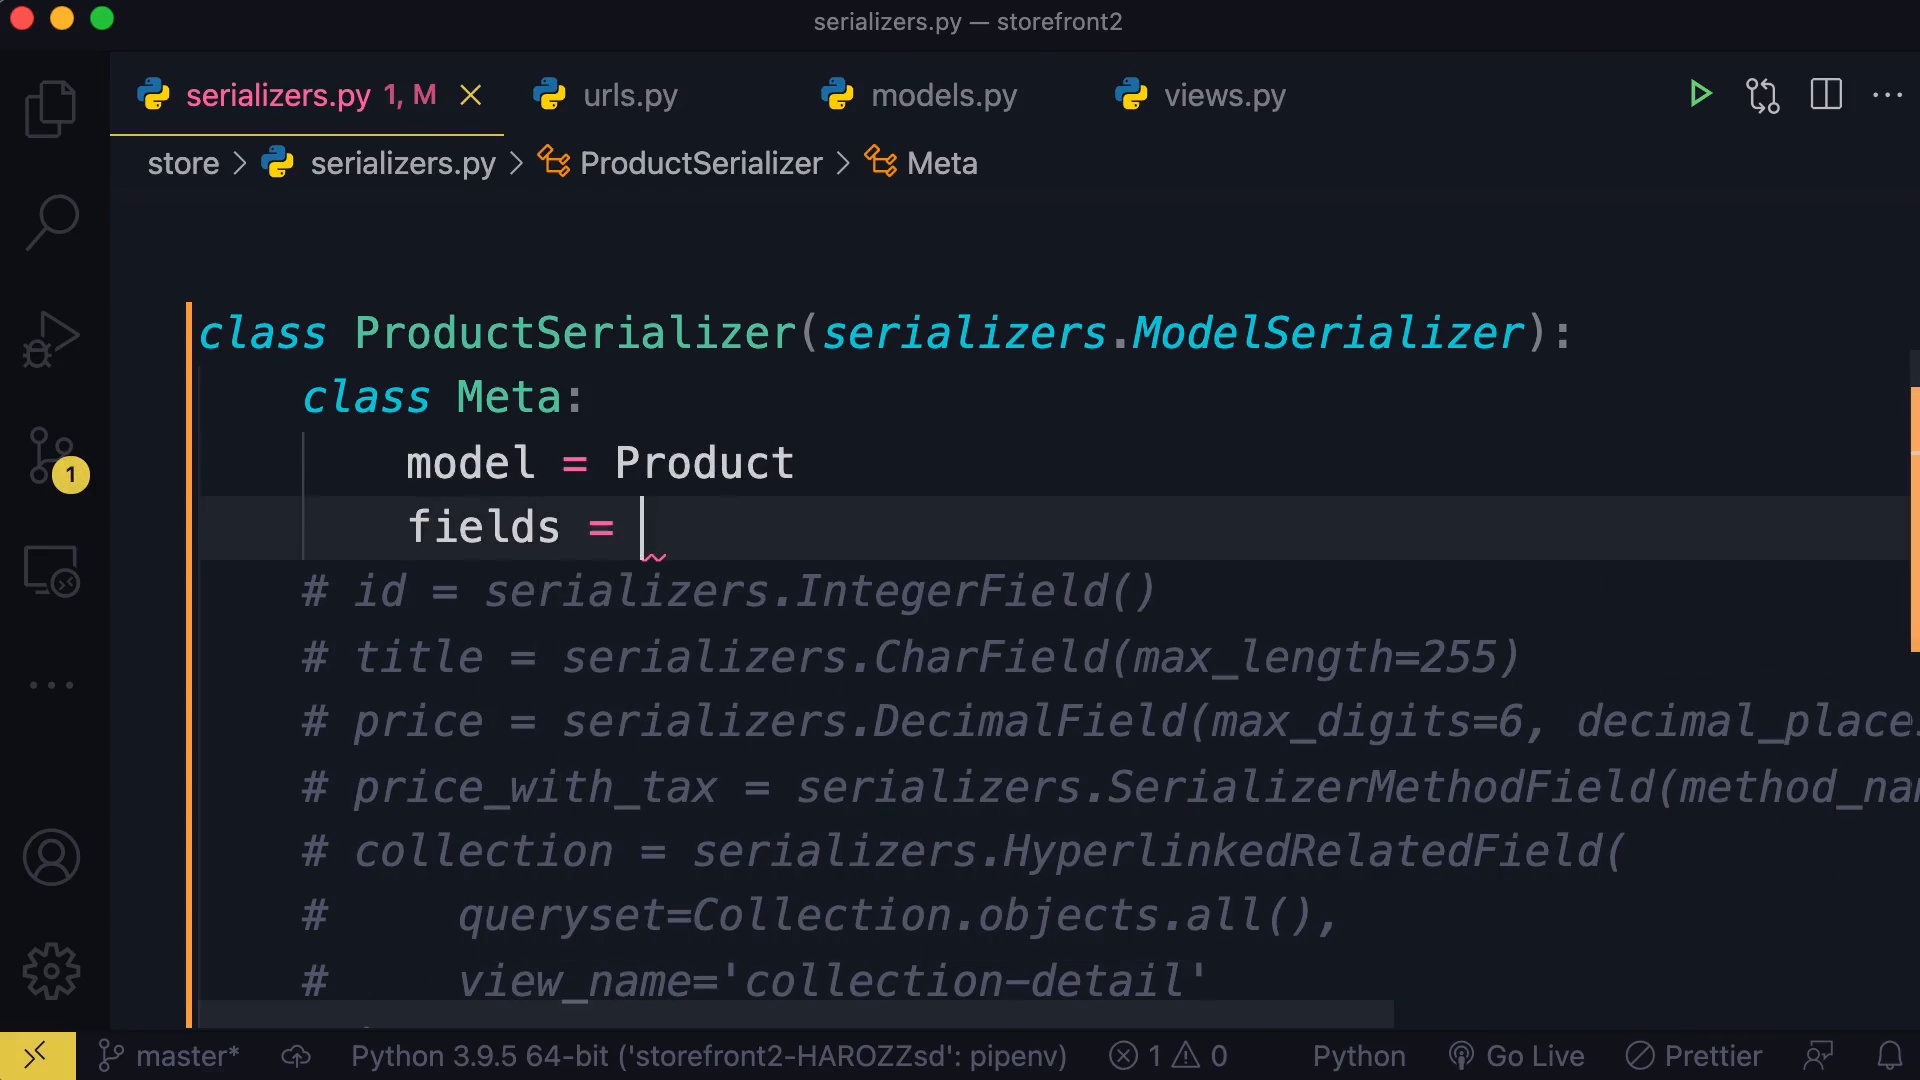 serializers.py — storefront2
serializers.py 1, M
urls.py
models.py
views.py
store > serializers.py > ProductSerializer > Meta
class ProductSerializer(serializers.ModelSerializer):
class Meta:
model = Product
fields =
# id = serializers.IntegerField()
# title = serializers.CharField(max_length=255)
# price = serializers.DecimalField(max_digits=6, decimal_place
# price_with_tax = serializers.SerializerMethodField(method_na
# collection = serializers.HyperlinkedRelatedField(
# queryset=Collection.objects.all(),
# view_name='collection-detail'
1
master*
Python 3.9.5 64-bit ('storefront2-HAROZZsd': pipenv)
1
0
Python
Go Live
Prettier